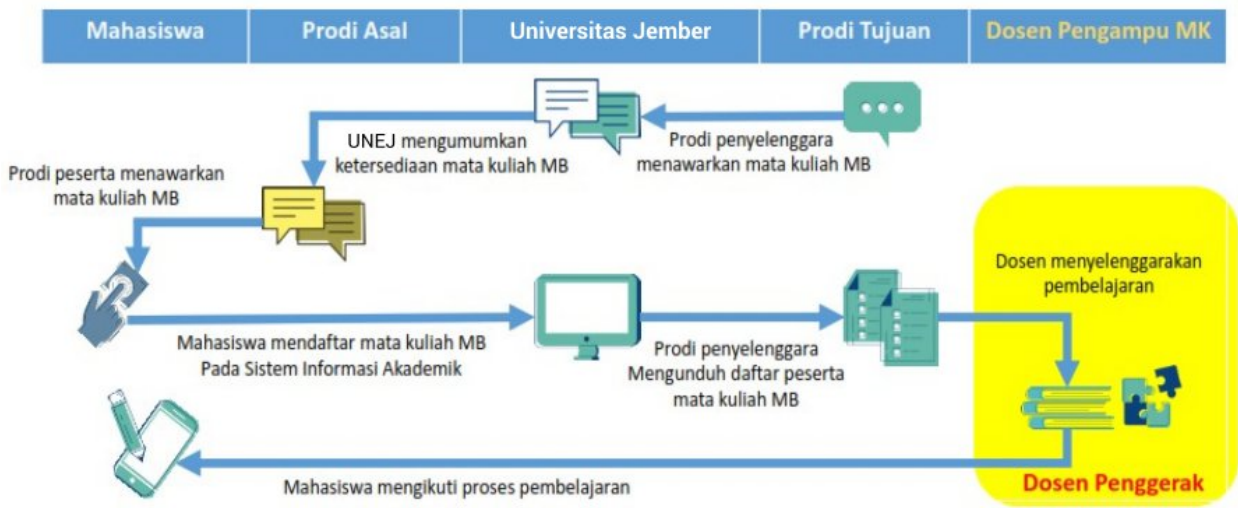 Mahasiswa
Prodi Asal
Universitas Jember
Prodi Tujuan
Dosen Pengampu MK
UNEJ mengumumkan
ketersediaan mata kuliah MB
Prodi penyelenggara
menawarkan mata kuliah MB
Prodi peserta menawarkan
mata kuliah MB
Dosen menyelenggarakan
pembelajaran
Mahasiswa mendaftar mata kuliah MB
Pada Sistem Informasi Akademik
Prodi penyelenggara
Mengunduh daftar peserta
mata kuliah MB
Mahasiswa mengikuti proses pembelajaran
Dosen Penggerak